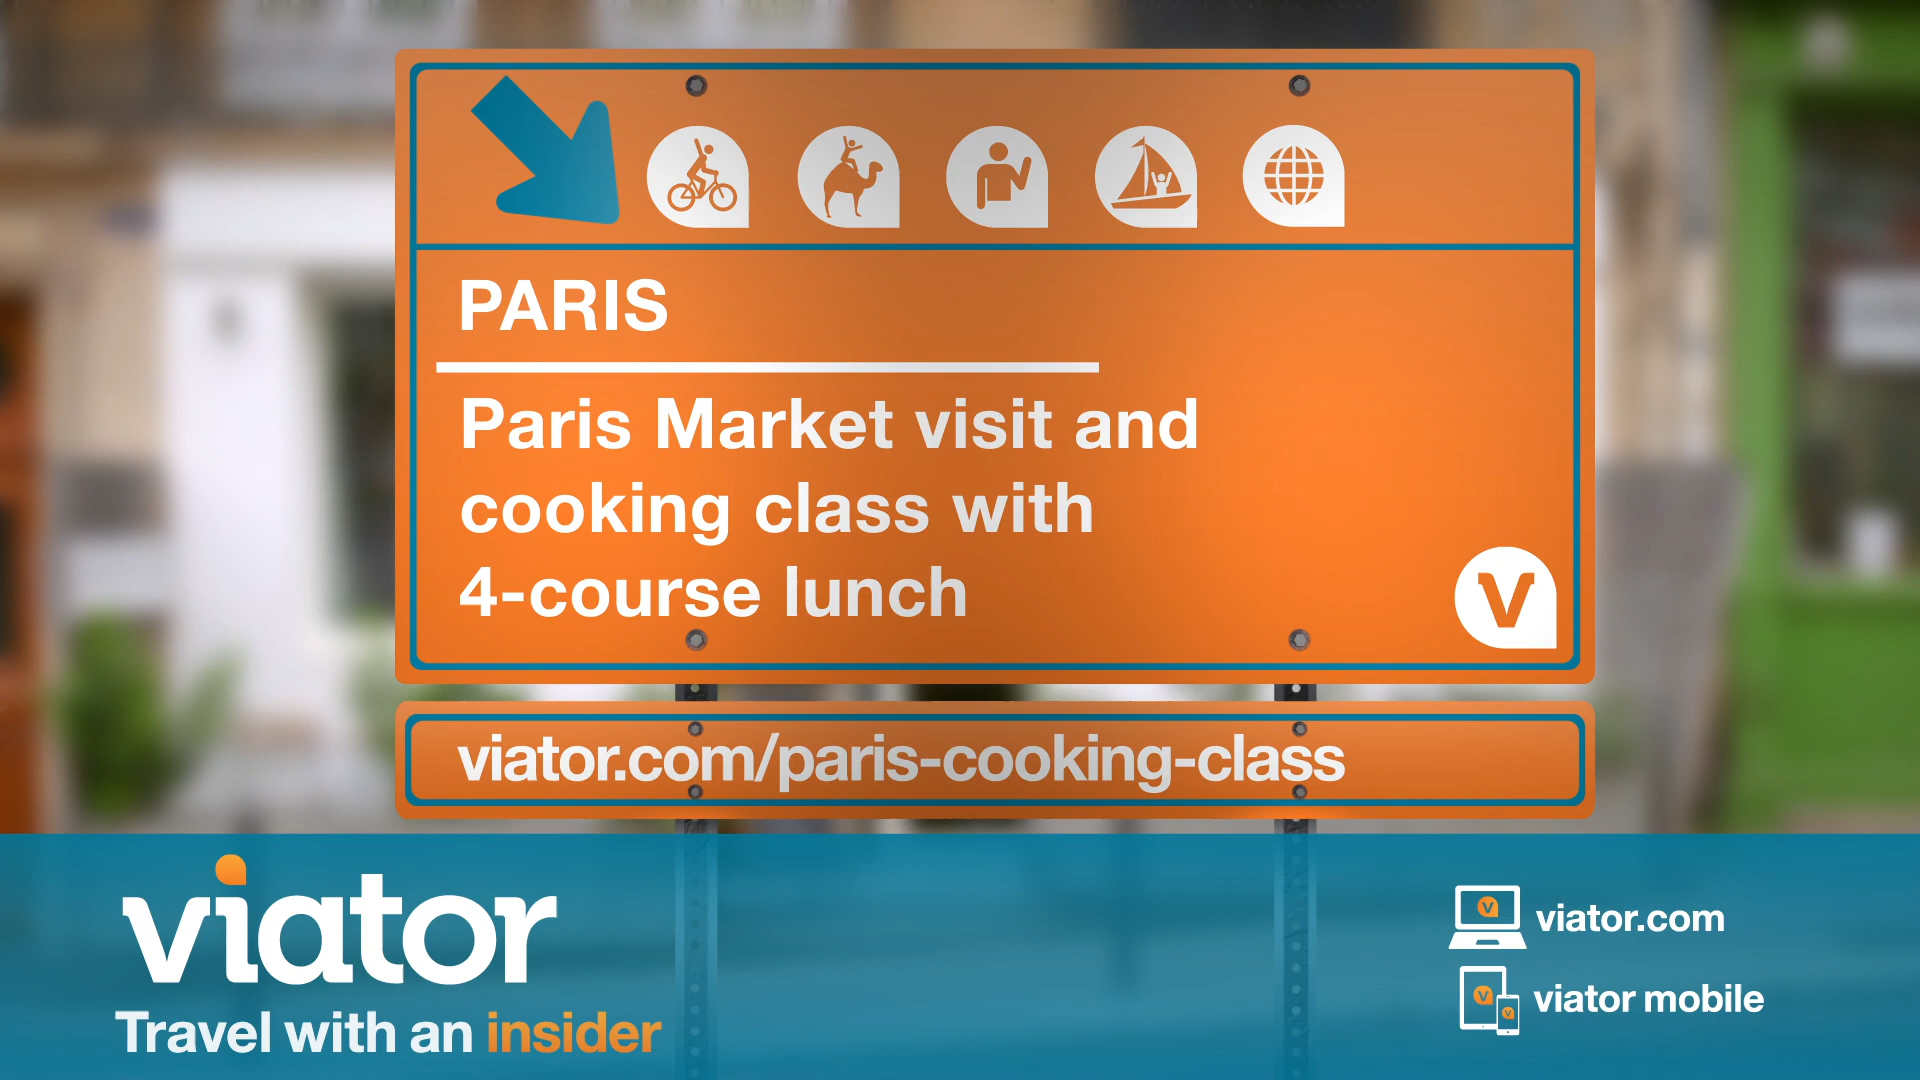 PARIS
Paris Market visit and
cooking class with
4-course lunch
V
viator.com/paris-cooking-class
viator
Travel with an insider
V
viator.com
V
V
viator mobile